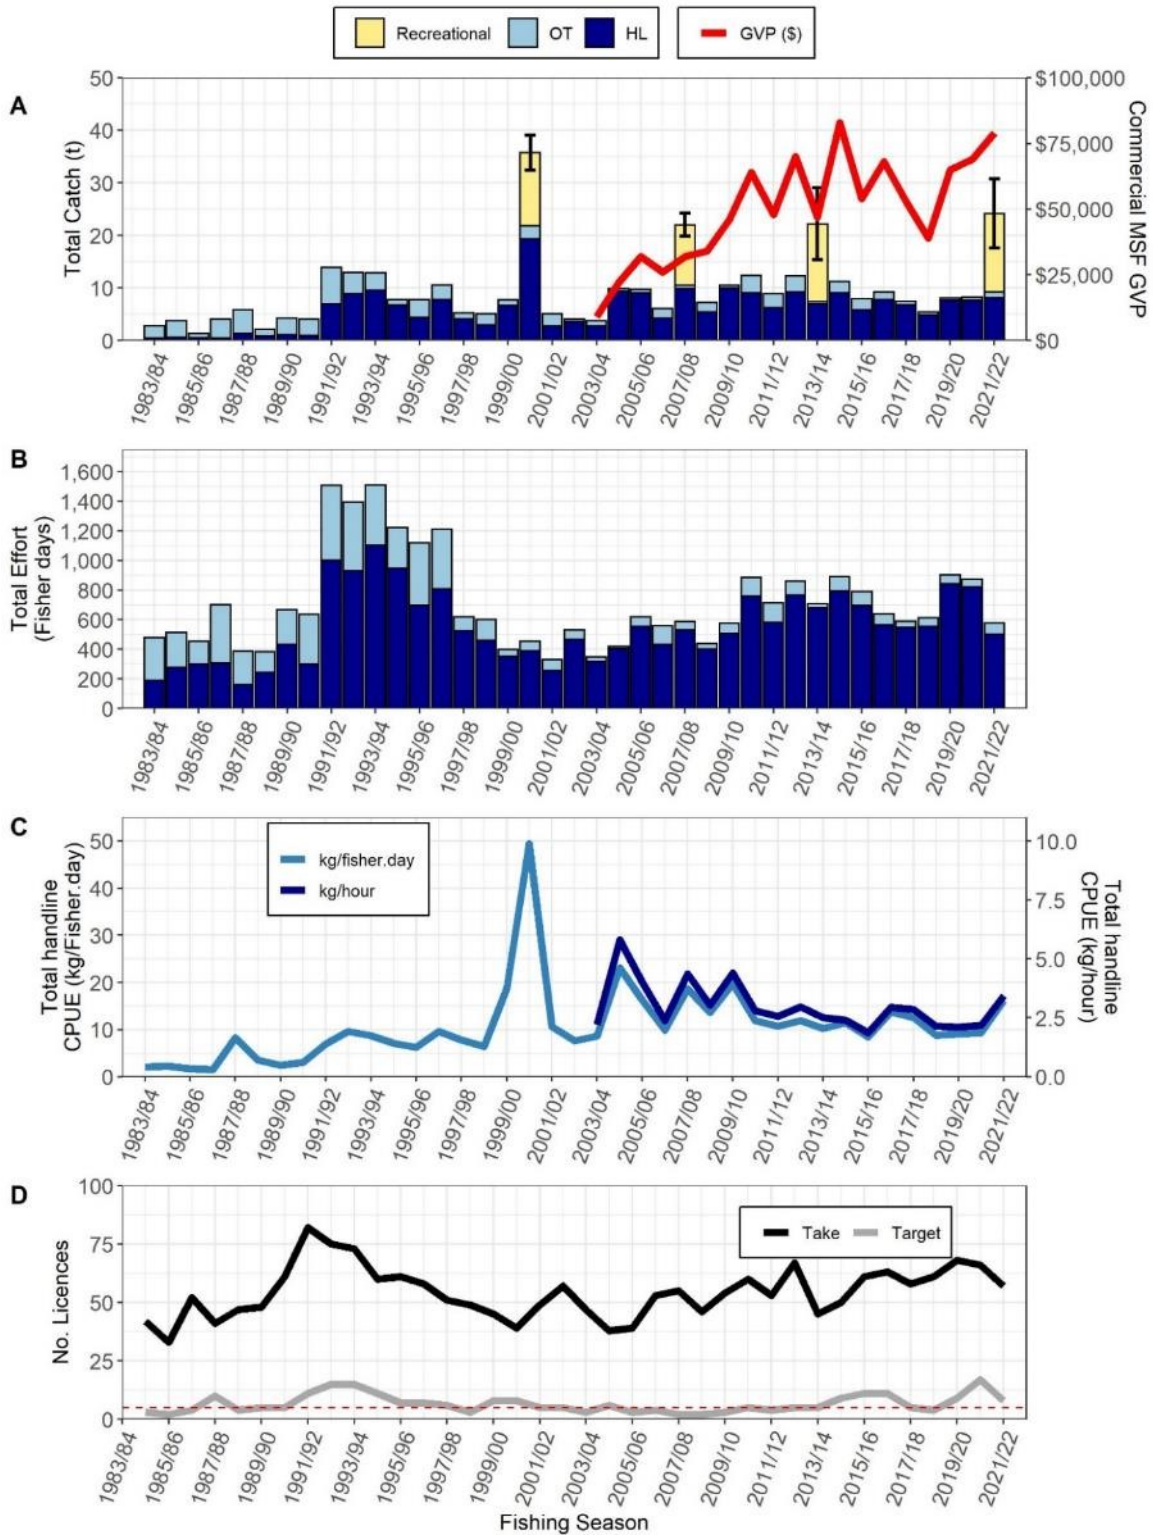 Recreational OT HL GVP ($)
A
Total Catch (t)
50
40
30
20
10
0
$100,000
$75,000
$50,000
$25,000
$0
Commercial MSF GVP
1983/84 1985/86 1987/88 1989/90 1991/92 1993/94 1995/96 1997/98 1999/00 2001/02 2003/04 2005/06 2007/08 2009/10 2011/12 2013/14 2015/16 2017/18 2019/20 2021/22
B
Total Effort
(Fisher days)
1,600
1,400
1,200
1,000
800
600
400
200
0
1983/84 1985/86 1987/88 1989/90 1991/92 1993/94 1995/96 1997/98 1999/00 2001/02 2003/04 2005/06 2007/08 2009/10 2011/12 2013/14 2015/16 2017/18 2019/20 2021/22
C
Total handline
CPUE (kg/Fisher.day)
50
40
30
20
10
0
kg/fisher.day
kg/hour
10.0
7.5
5.0
2.5
0.0
Total handline
CPUE (kg/hour)
1983/84 1985/86 1987/88 1989/90 1991/92 1993/94 1995/96 1997/98 1999/00 2001/02 2003/04 2005/06 2007/08 2009/10 2011/12 2013/14 2015/16 2017/18 2019/20 2021/22
D
No. Licences
100
75
50
25
0
Take Target
1983/84 1985/86 1987/88 1989/90 1991/92 1993/94 1995/96 1997/98 1999/00 2001/02 2003/04 2005/06 2007/08 2009/10 2011/12 2013/14 2015/16 2017/18 2019/20 2021/22
Fishing Season